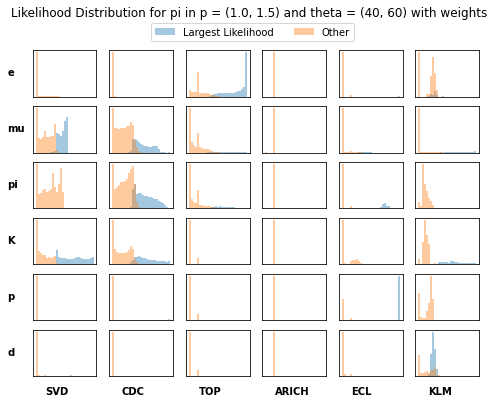 Likelihood Distribution for pi in p = (1.0, 1.5) and theta = (40, 60) with weights
Largest Likelihood Other
e
mu
pi
K
p
d
SVD CDC TOP ARICH ECL KLM